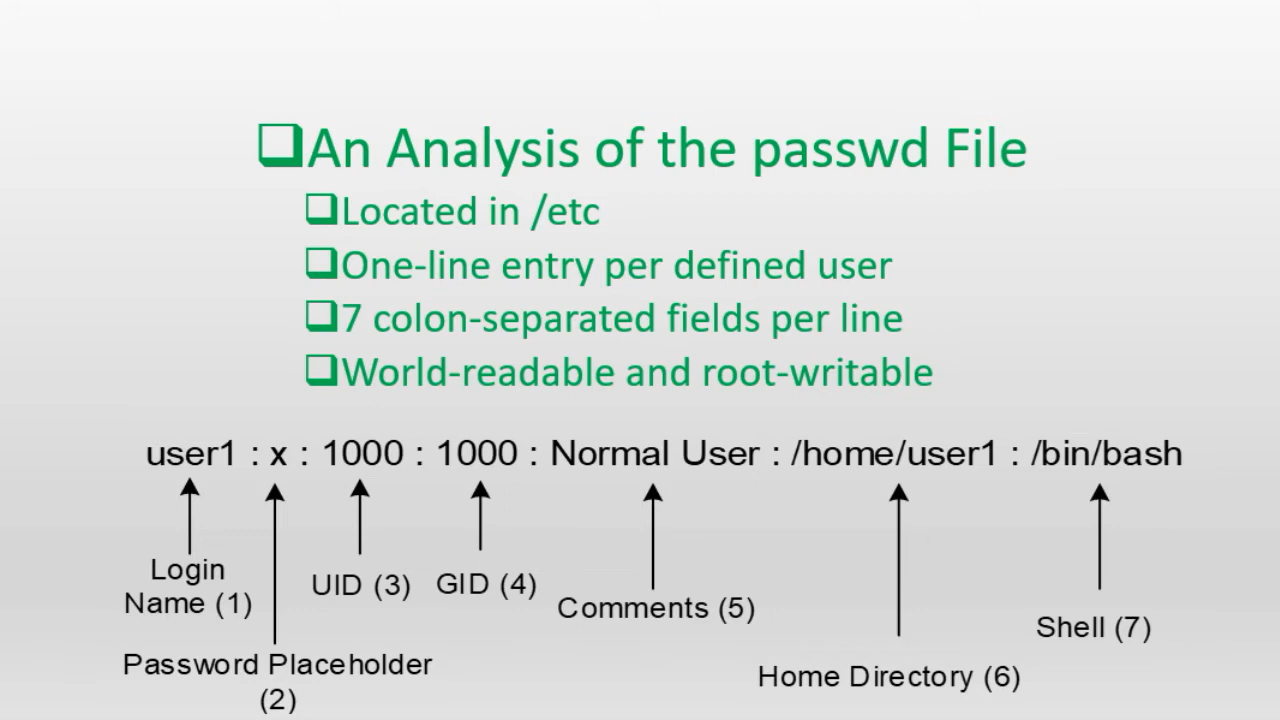 ❑An Analysis of the passwd File
❑Located in /etc
❑One-line entry per defined user
❑7 colon-separated fields per line
❑World-readable and root-writable
user1 : x : 1000 : 1000 : Normal User : /home/user1 : /bin/bash
Login
Name (1)
UID (3)
GID (4)
Comments (5)
Shell (7)
Password Placeholder
(2)
Home Directory (6)